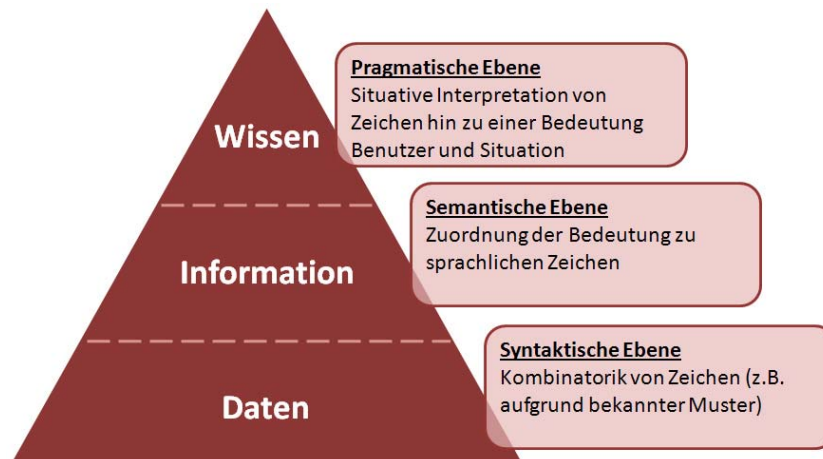 Wissen
Pragmatische Ebene
Situative Interpretation von
Zeichen hin zu einer Bedeutung
Benutzer und Situation
Information
Semantische Ebene
Zuordnung der Bedeutung zu
sprachlichen Zeichen
Daten
Syntaktische Ebene
Kombinatorik von Zeichen (z.B.
aufgrund bekannter Muster)